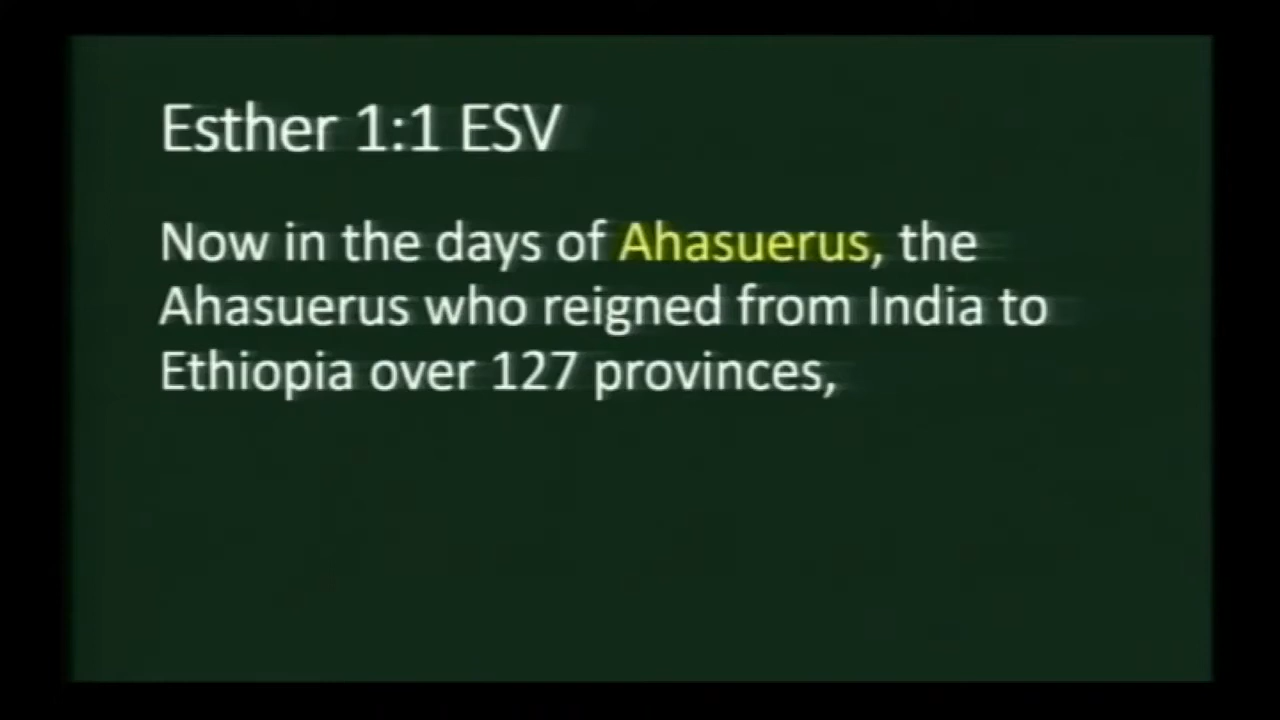 Esther 1:1 ESV
Now in the days of Ahasuerus, the
Ahasuerus who reigned from India to
Ethiopia over 127 provinces,